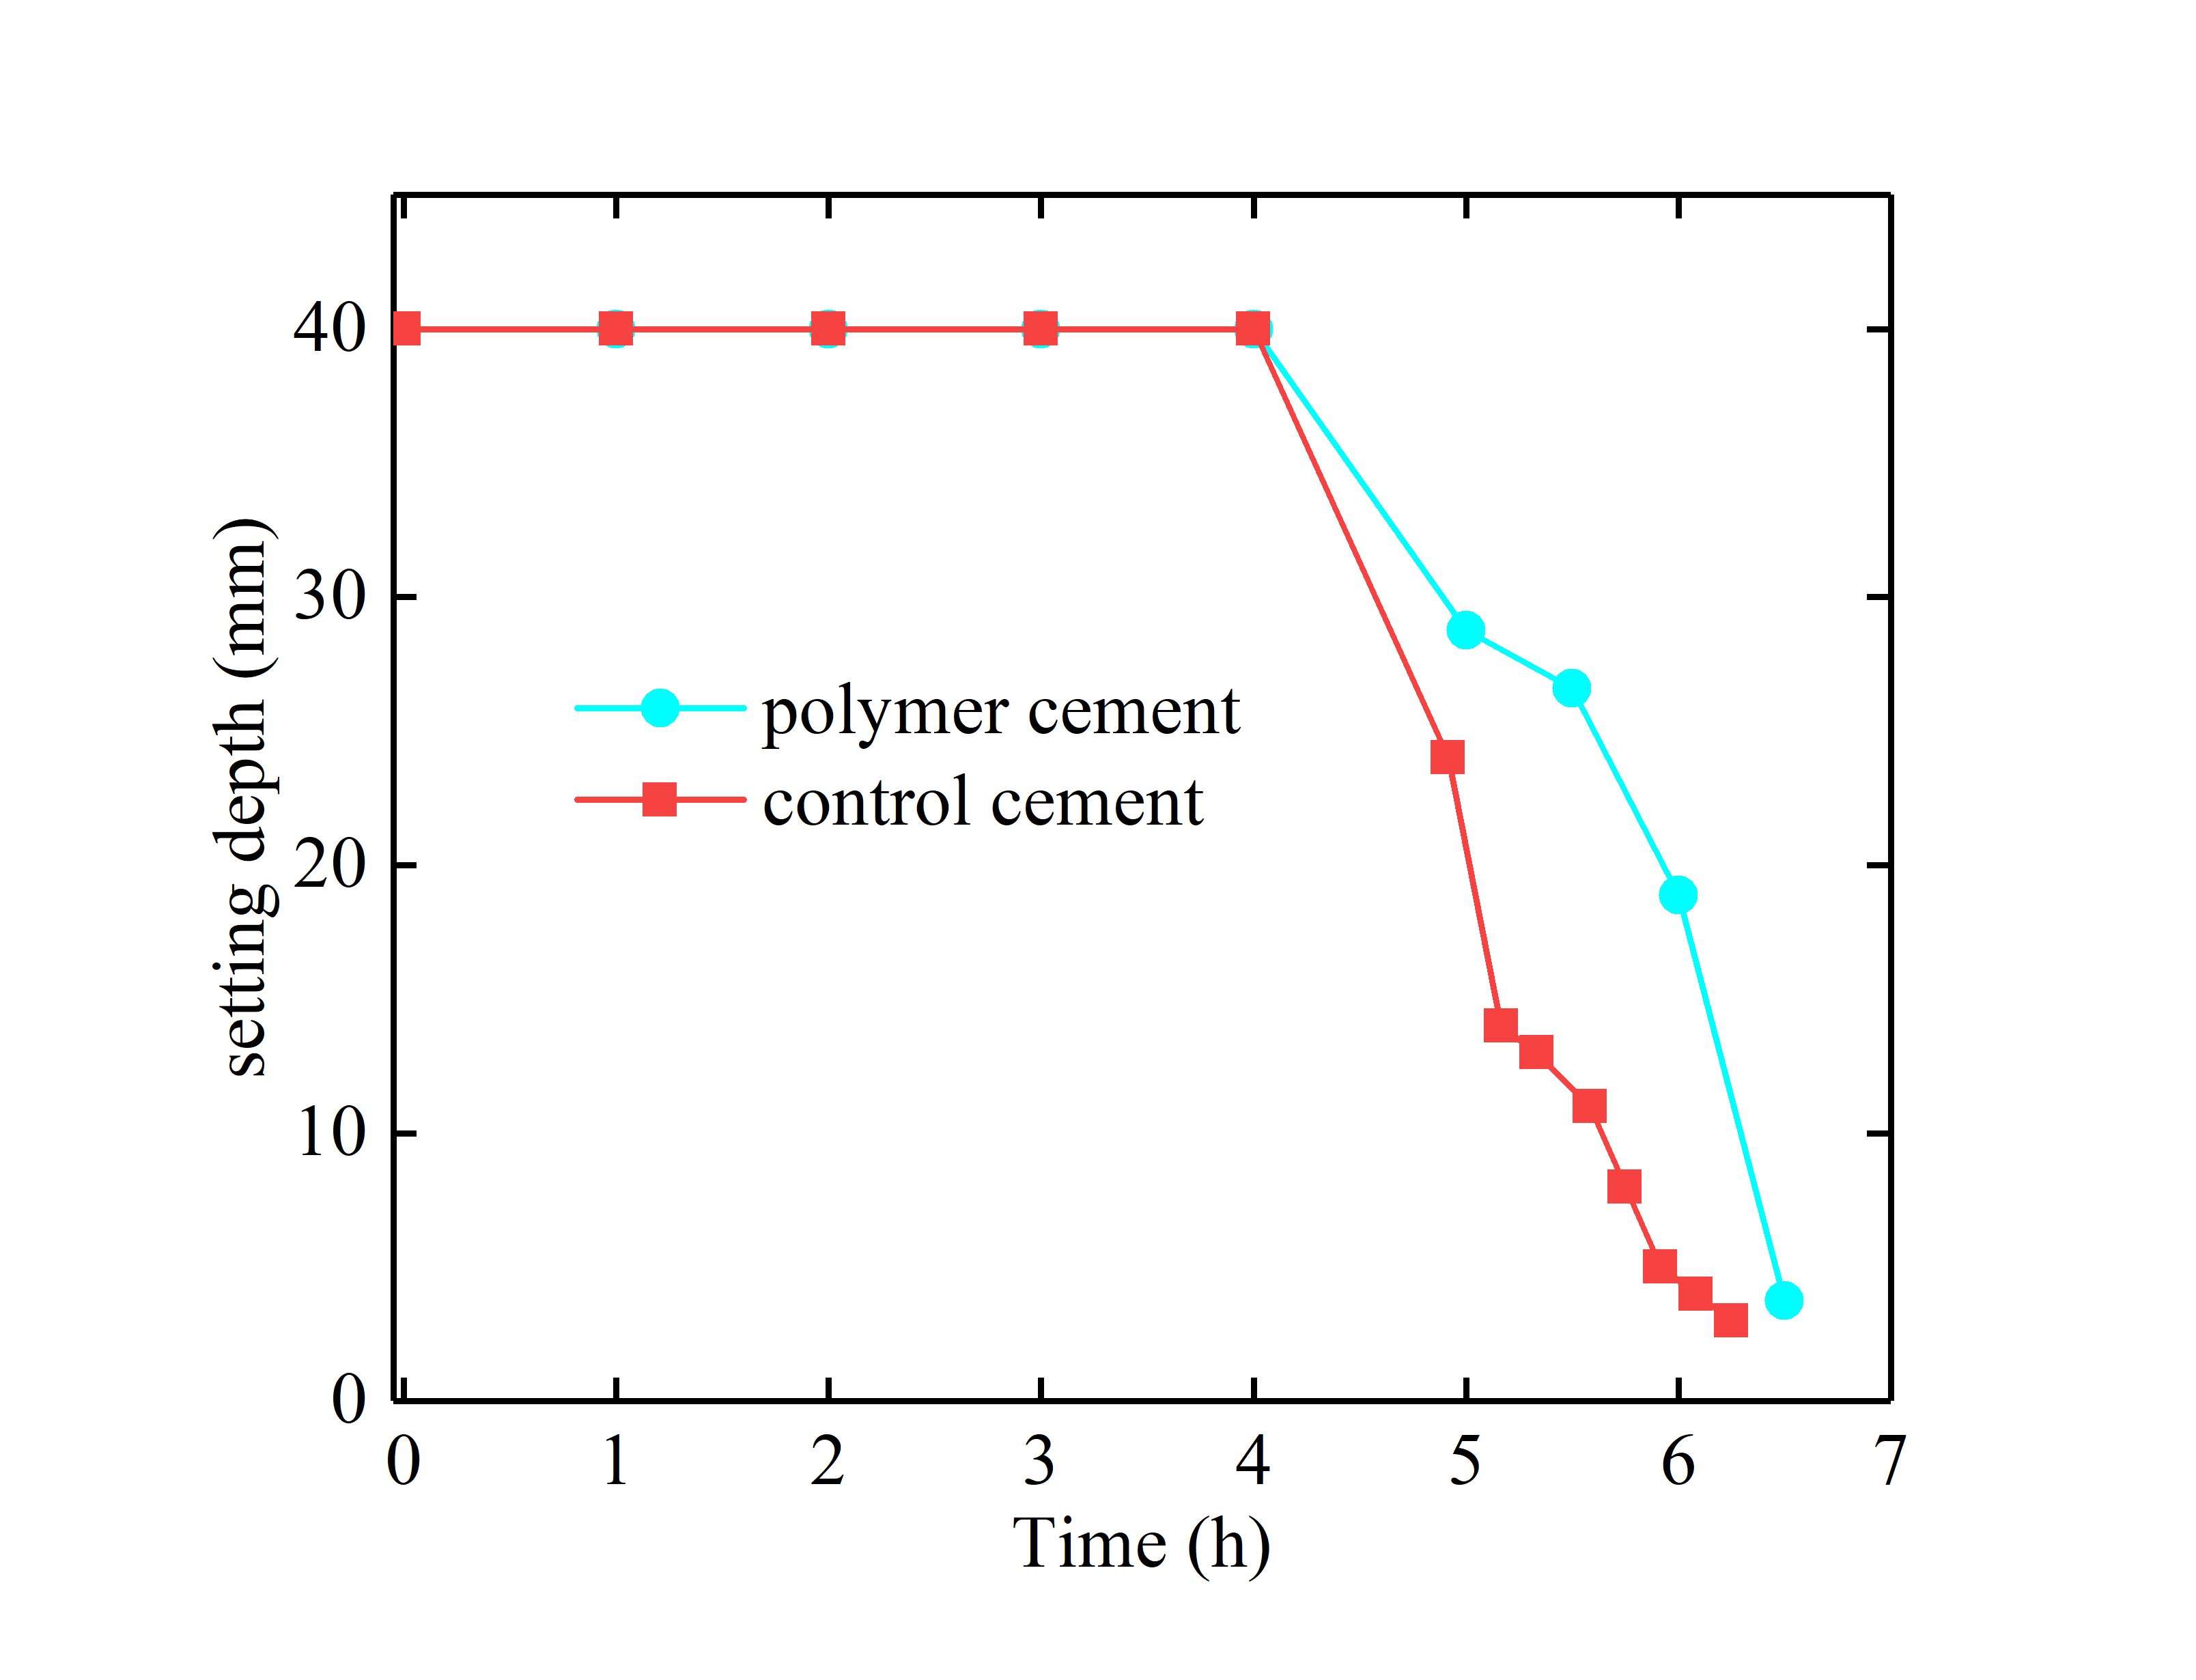 setting depth (mm)
40
30
20
10
0
polymer cement
control cement
0 1 2 3 4 5 6 7
Time (h)